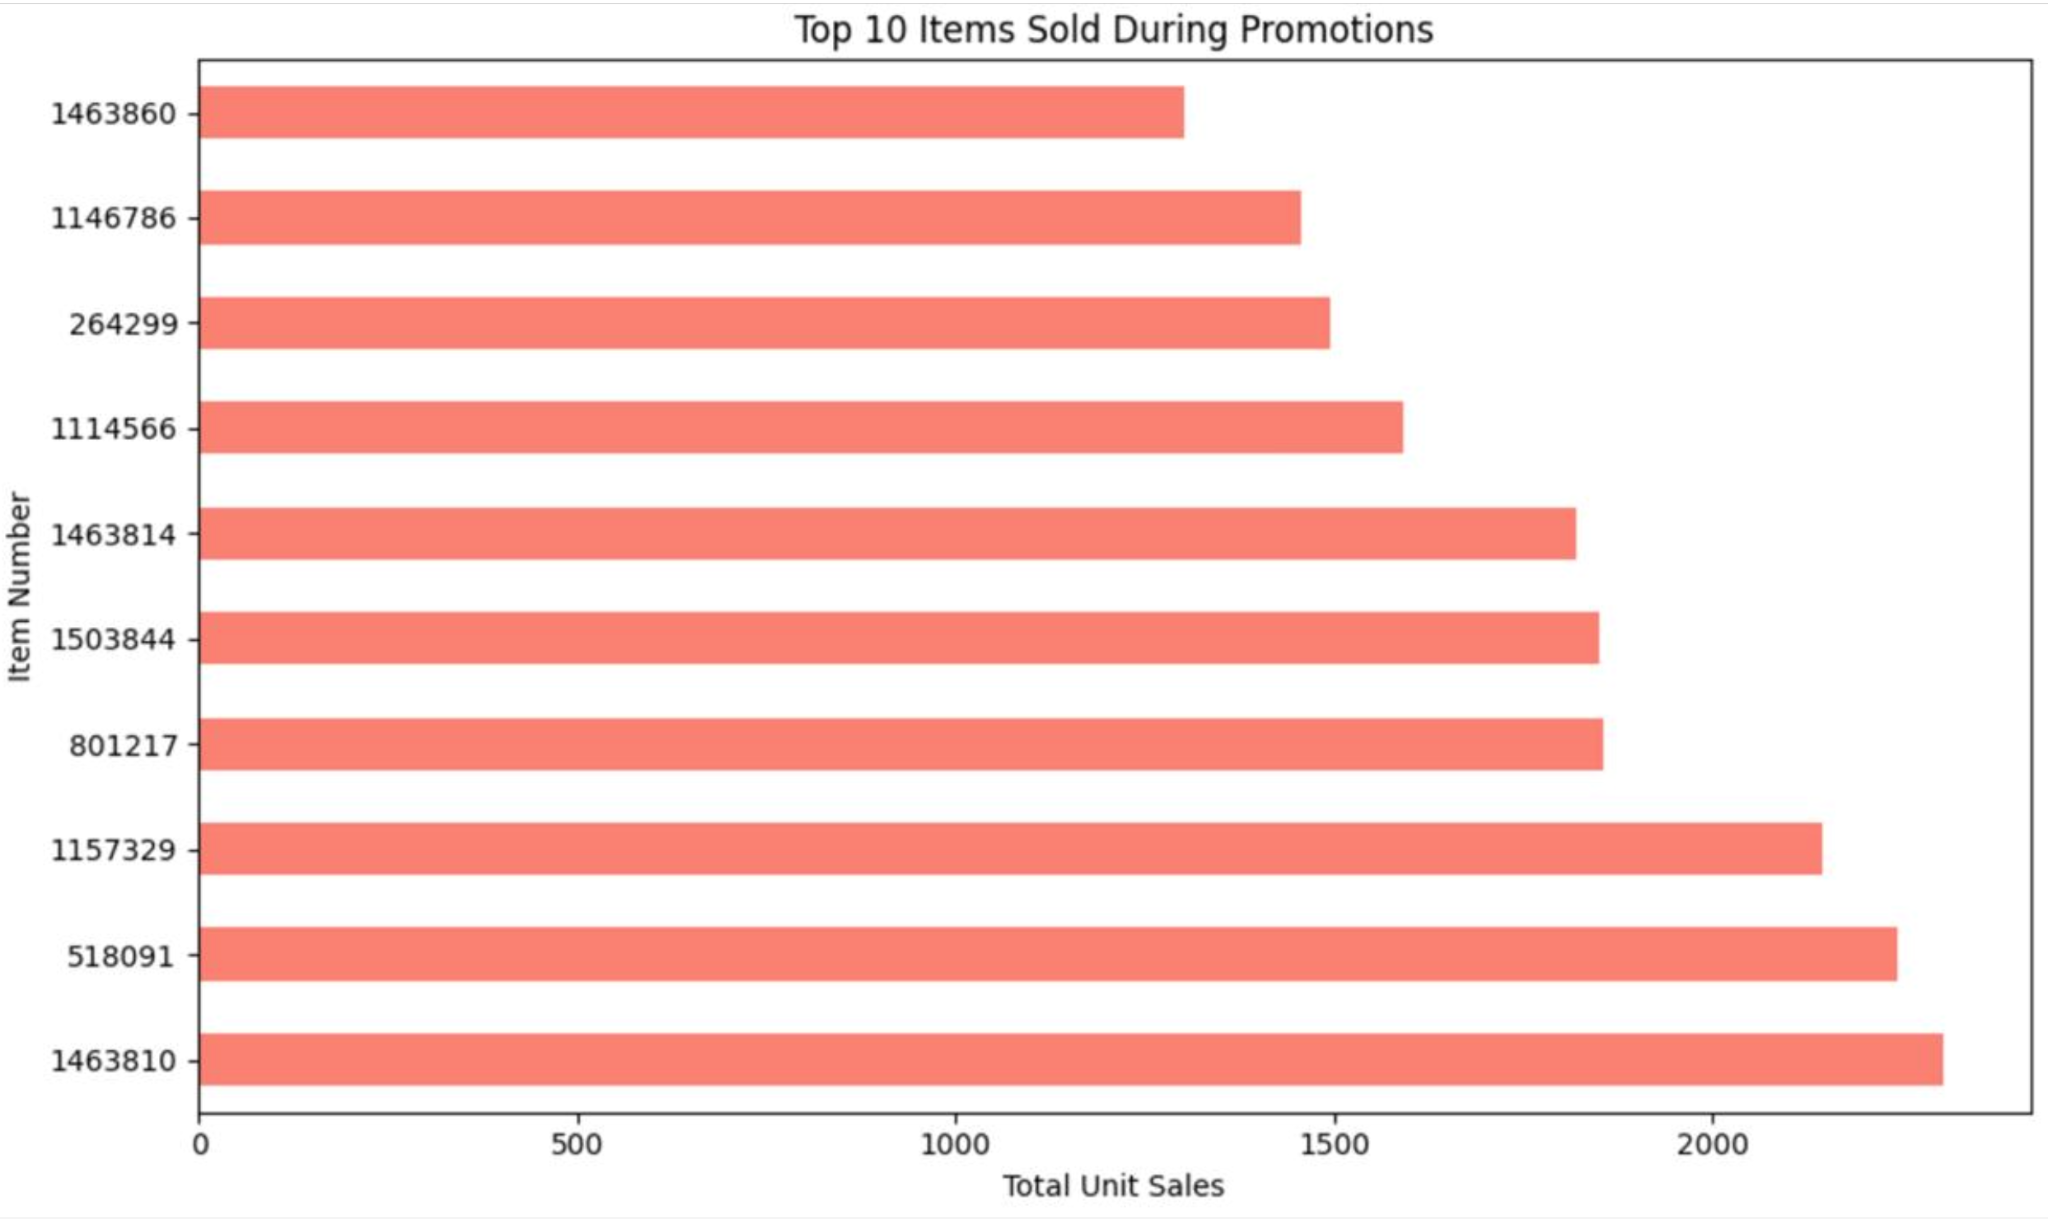 Top 10 Items Sold During Promotions
Item Number
1463860
1146786
264299
1114566
1463814
1503844
801217
1157329
518091
1463810
0 500 1000 1500 2000
Total Unit Sales